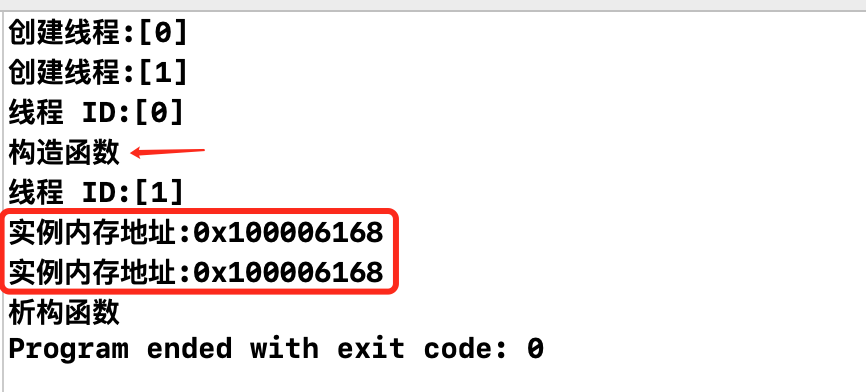 创建线程:[0]
创建线程:[1]
线程 ID:[0]
构造函数
线程 ID:[1]
实例内存地址:0x100006168
实例内存地址:0x100006168
析构函数
Program ended with exit code: 0